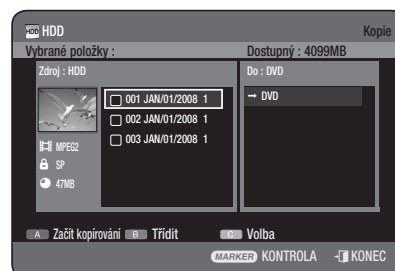 HDD HDD Kopie
Vybrané položky : Dostupný : 4099MB
Zdroj : HDD Do : DVD
001 JAN/01/2008 1
→ DVD
002 JAN/01/2008 1
003 JAN/01/2008 1
MPEG2
SP
47MB
A Začít kopírování B Třídit C Volba
MARKER KONTROLA KONEC